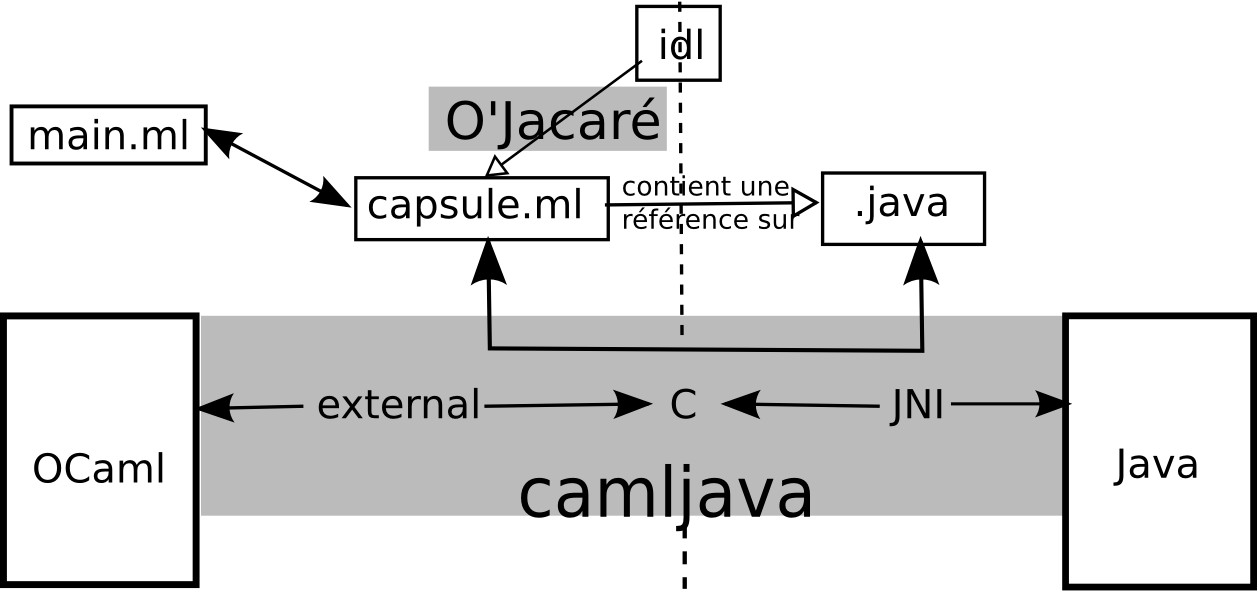 idl
O'Jacaré
main.ml
capsule.ml
contient une
référence sur
.java
external
C
JNI
OCaml
Java
camljava